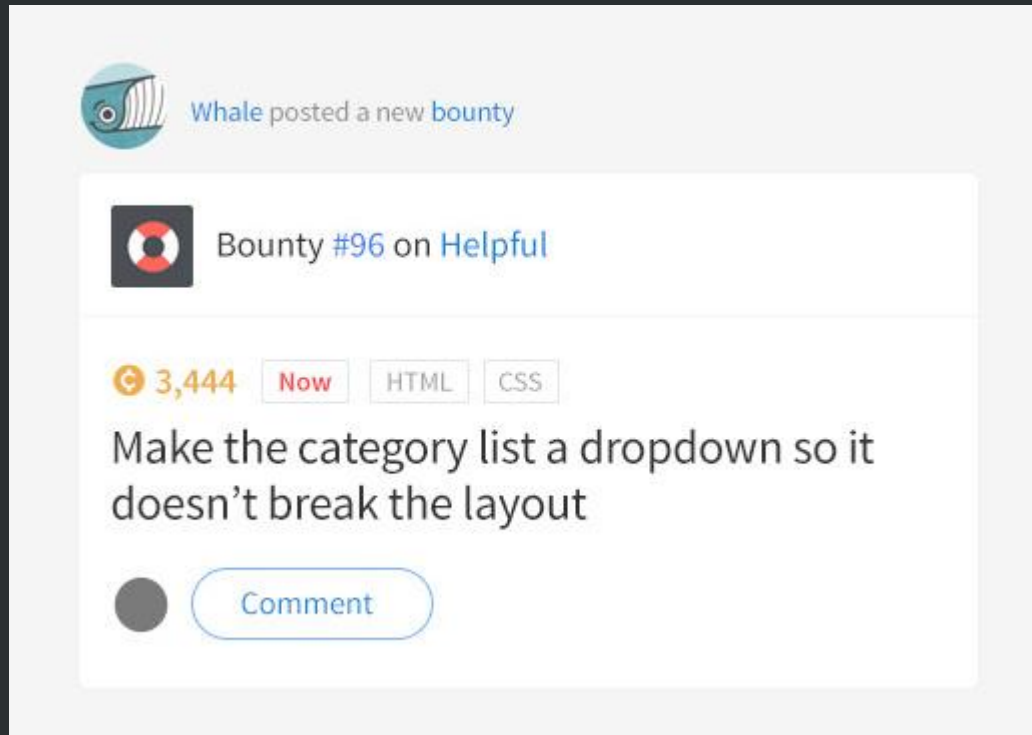 Whale posted a new bounty
Bounty #96 on Helpful
3,444 Now HTML CSS
Make the category list a dropdown so it
doesn’t break the layout
Comment